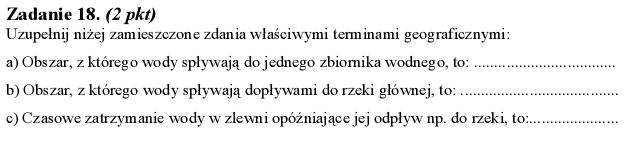 Zadanie 18. (2 pkt)
Uzupełnij niżej zamieszczone zdania właściwymi terminami geograficznymi:
a) Obszar, z którego wody spływają do jednego zbiornika wodnego, to: ....................................
b) Obszar, z którego wody spływają dopływami do rzeki głównej, to: ........................................
c) Czasowe zatrzymanie wody w zlewni opóźniające jej odpływ np. do rzeki, to:.......................